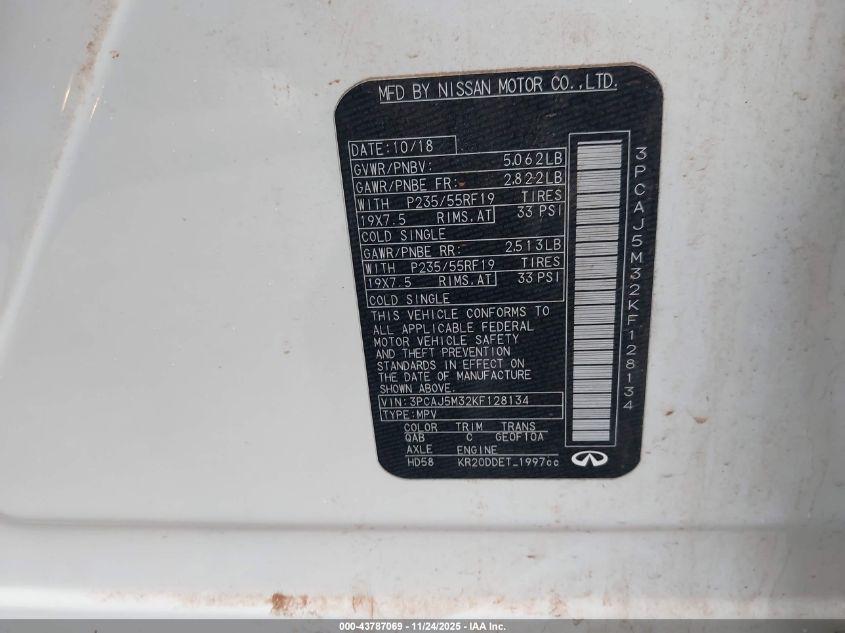 MFD BY NISSAN MOTOR CO.,LTD.
DATE:10/18
GVWR/PNBV: 5,062LB
GAWR/PNBE FR: 2,822LB
WITH P235/55RF19 TIRES
19X7.5 RIMS,AT 33 PSI
COLD SINGLE
GAWR/PNBE RR: 2,513LB
WITH P235/55RF19 TIRES
19X7.5 RIMS,AT 33 PSI
COLD SINGLE
THIS VEHICLE CONFORMS TO
ALL APPLICABLE FEDERAL
MOTOR VEHICLE SAFETY
AND THEFT PREVENTION
STANDARDS IN EFFECT ON
THE DATE OF MANUFACTURE
SHOWN ABOVE.
VIN:3PCAJ5M32KF128134
TYPE:MPV
COLOR TRIM TRANS
QAB C GE0F10A
AXLE ENGINE
HD58 KR20DDET_1997cc
3PCAJ5M32KF128134
000-43787069 - 11/24/2025 - IAA Inc.